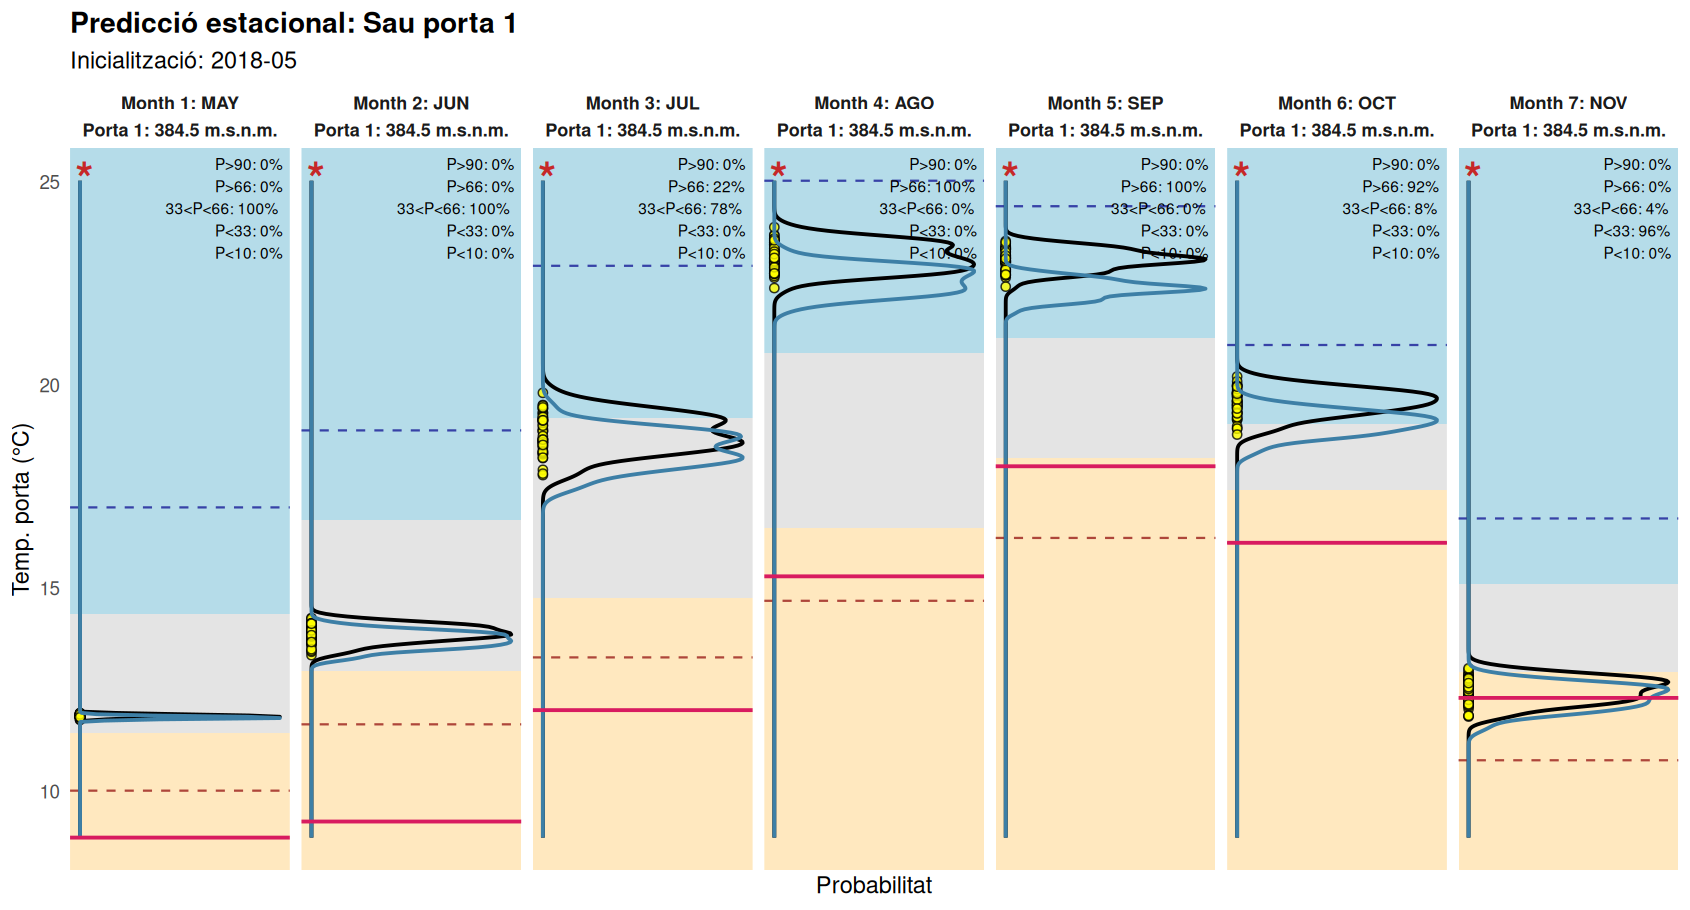 Predicció estacional: Sau porta 1
Inicialització: 2018-05
Month 1: MAY
Porta 1: 384.5 m.s.n.m.
Month 2: JUN
Porta 1: 384.5 m.s.n.m.
Month 3: JUL
Porta 1: 384.5 m.s.n.m.
Month 4: AGO
Porta 1: 384.5 m.s.n.m.
Month 5: SEP
Porta 1: 384.5 m.s.n.m.
Month 6: OCT
Porta 1: 384.5 m.s.n.m.
Month 7: NOV
Porta 1: 384.5 m.s.n.m.
Temp. porta (°C)
25
20
15
10
*
P>90: 0%
P>66: 0%
33<P<66: 100%
P<33: 0%
P<10: 0%
*
P>90: 0%
P>66: 0%
33<P<66: 100%
P<33: 0%
P<10: 0%
*
P>90: 0%
P>66: 22%
33<P<66: 78%
P<33: 0%
P<10: 0%
*
P>90: 0%
P>66: 100%
33<P<66: 0%
P<33: 0%
P<10: 0%
*
P>90: 0%
P>66: 100%
33<P<66: 0%
P<33: 0%
P<10: 0%
*
P>90: 0%
P>66: 92%
33<P<66: 8%
P<33: 0%
P<10: 0%
*
P>90: 0%
P>66: 0%
33<P<66: 4%
P<33: 96%
P<10: 0%
Probabilitat